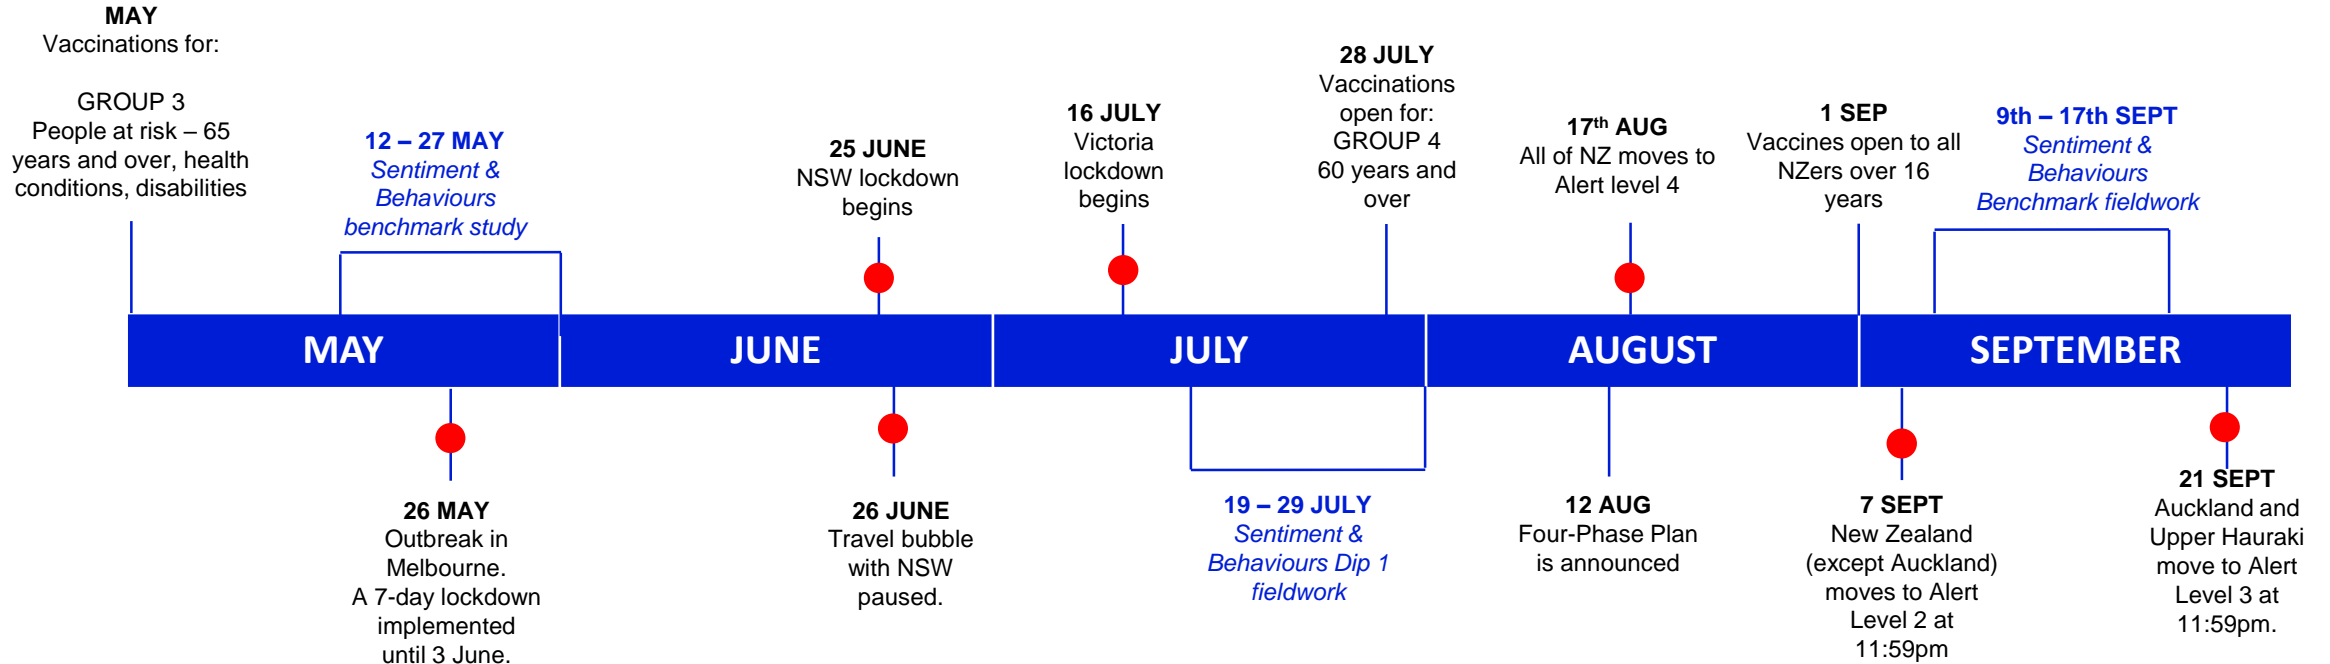 MAY
Vaccinations for:
GROUP 3
People at risk – 65
years and over, health
conditions, disabilities
12 – 27 MAY
Sentiment &
Behaviours
benchmark study
25 JUNE
NSW lockdown
begins
16 JULY
Victoria
lockdown
begins
28 JULY
Vaccinations
open for:
GROUP 4
60 years and
over
17th AUG
All of NZ moves to
Alert level 4
1 SEP
Vaccines open to all
NZers over 16
years
9th – 17th SEPT
Sentiment &
Behaviours
Benchmark fieldwork
MAY
JUNE
JULY
AUGUST
SEPTEMBER
26 MAY
Outbreak in
Melbourne.
A 7-day lockdown
implemented
until 3 June.
26 JUNE
Travel bubble
with NSW
paused.
19 – 29 JULY
Sentiment &
Behaviours Dip 1
fieldwork
12 AUG
Four-Phase Plan
is announced
7 SEPT
New Zealand
(except Auckland)
moves to Alert
Level 2 at
11:59pm
21 SEPT
Auckland and
Upper Hauraki
move to Alert
Level 3 at
11:59pm.